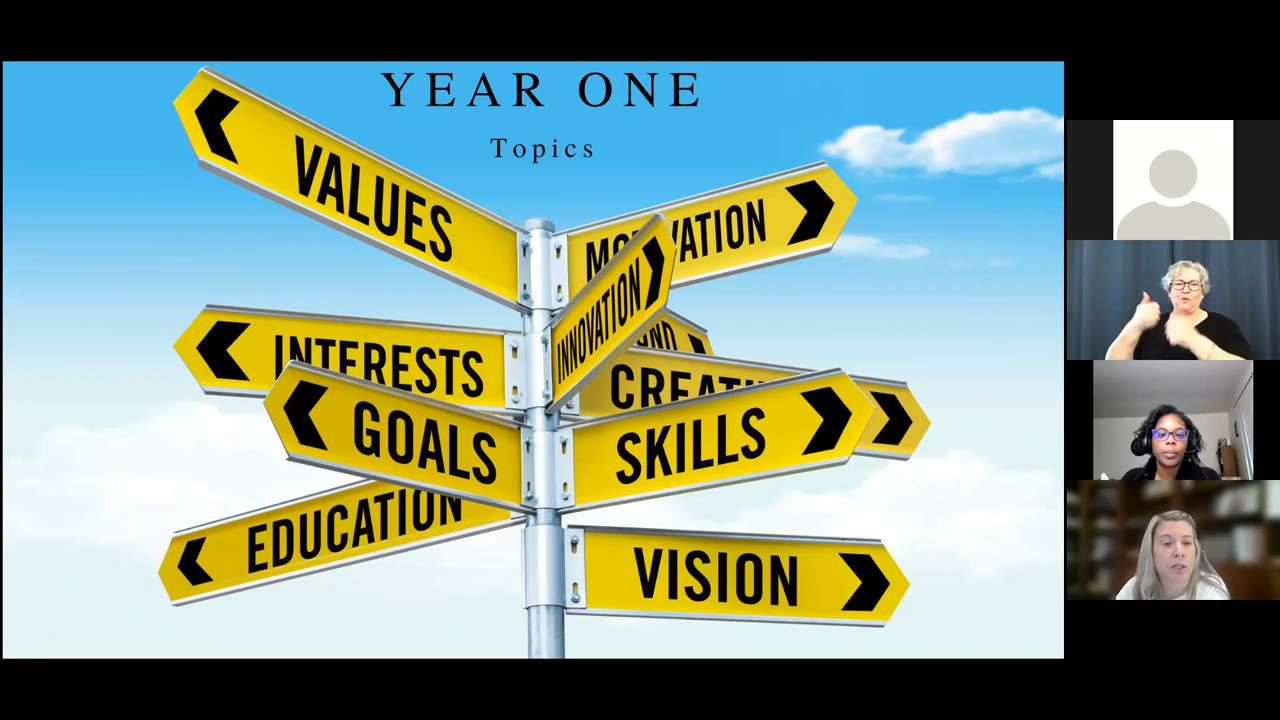 YEAR ONE
Topics
VALUES
INNOVATION
INTERESTS
GOALS
SKILLS
EDUCATION
VISION